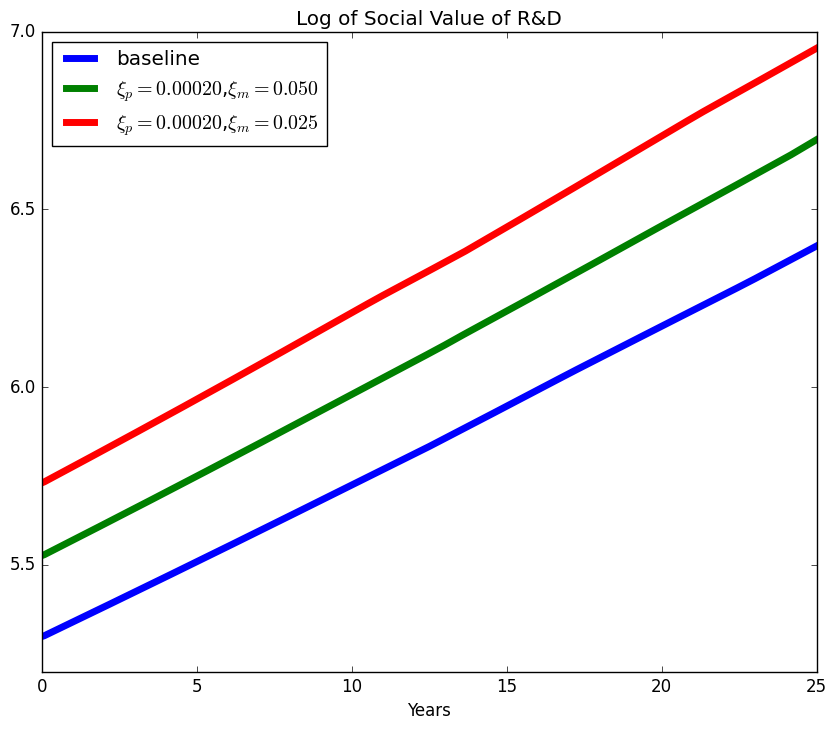 Log of Social Value of R&D
7.0
6.5
6.0
5.5
baseline
ξp = 0.00020,ξm = 0.050
ξp = 0.00020,ξm = 0.025
0 5 10 15 20 25
Years